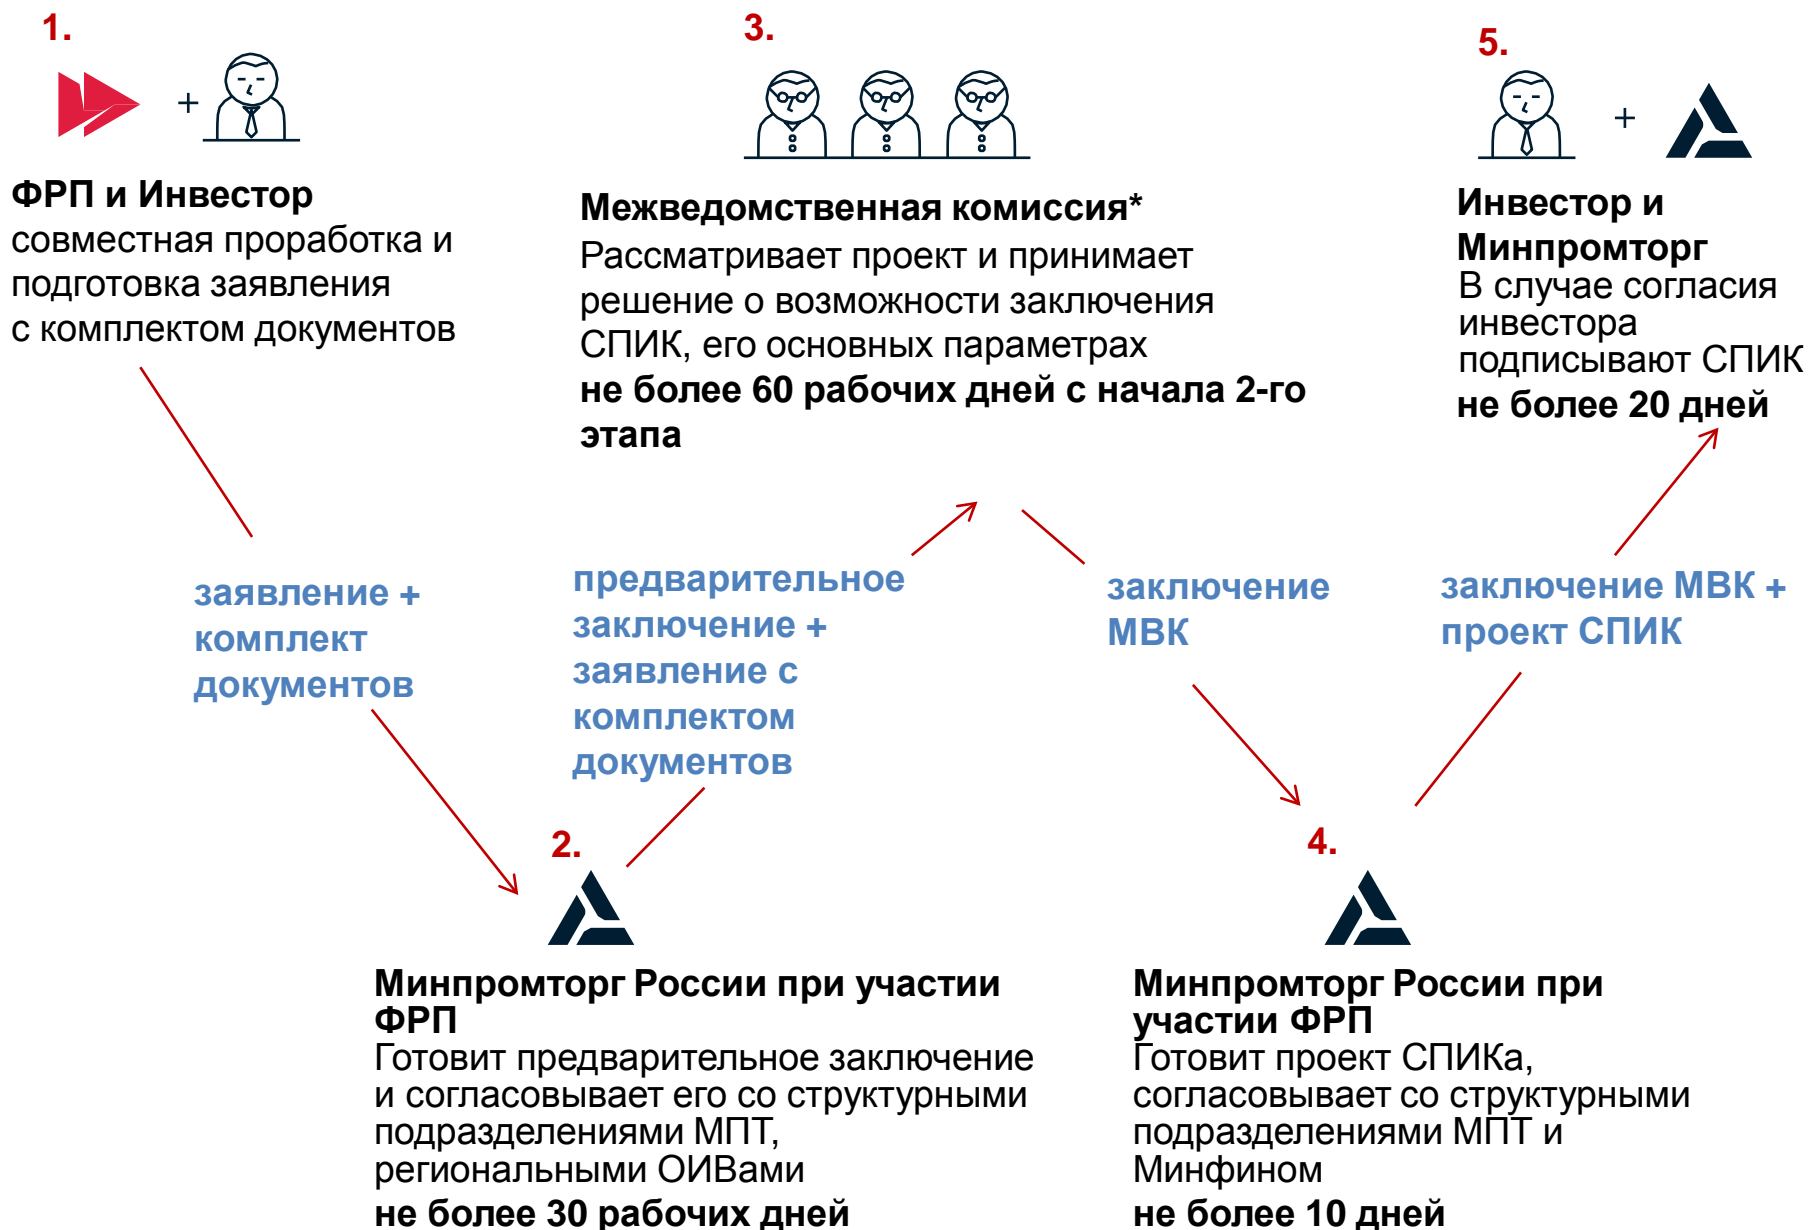 1.
ФРП и Инвестор
совместная проработка и
подготовка заявления
с комплектом документов
заявление +
комплект
документов
2.
Минпромторг России при участии
ФРП
Готовит предварительное заключение
и согласовывает его со структурными
подразделениями МПТ,
региональными ОИВами
не более 30 рабочих дней
предварительное
заключение +
заявление с
комплектом
документов
3.
Межведомственная комиссия*
Рассматривает проект и принимает
решение о возможности заключения
СПИК, его основных параметрах
не более 60 рабочих дней с начала 2-го
этапа
заключение
МВК
4.
Минпромторг России при
участии ФРП
Готовит проект СПИКа,
согласовывает со структурными
подразделениями МПТ и
Минфином
не более 10 дней
заключение МВК +
проект СПИК
5.
Инвестор и
Минпромторг
В случае согласия
инвестора
подписывают СПИК
не более 20 дней